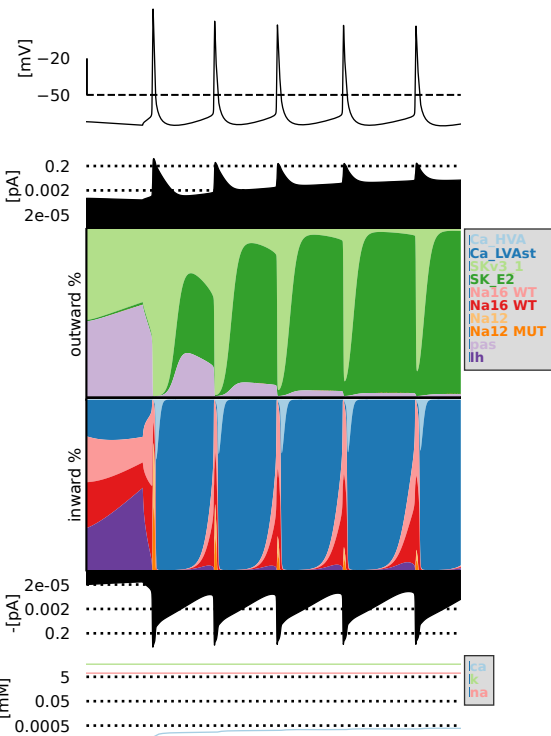 [mV]
−20
−50
[pA]
0.2
0.002
2e-05
outward %
Ca_HVA
Ca_LVAst
SKv3_1
SK_E2
Na16 WT
Na16 WT
Na12
Na12 MUT
pas
Ih
inward %
-[pA]
2e-05
0.002
0.2
[mM]
5
0.05
0.0005
ca
k
na